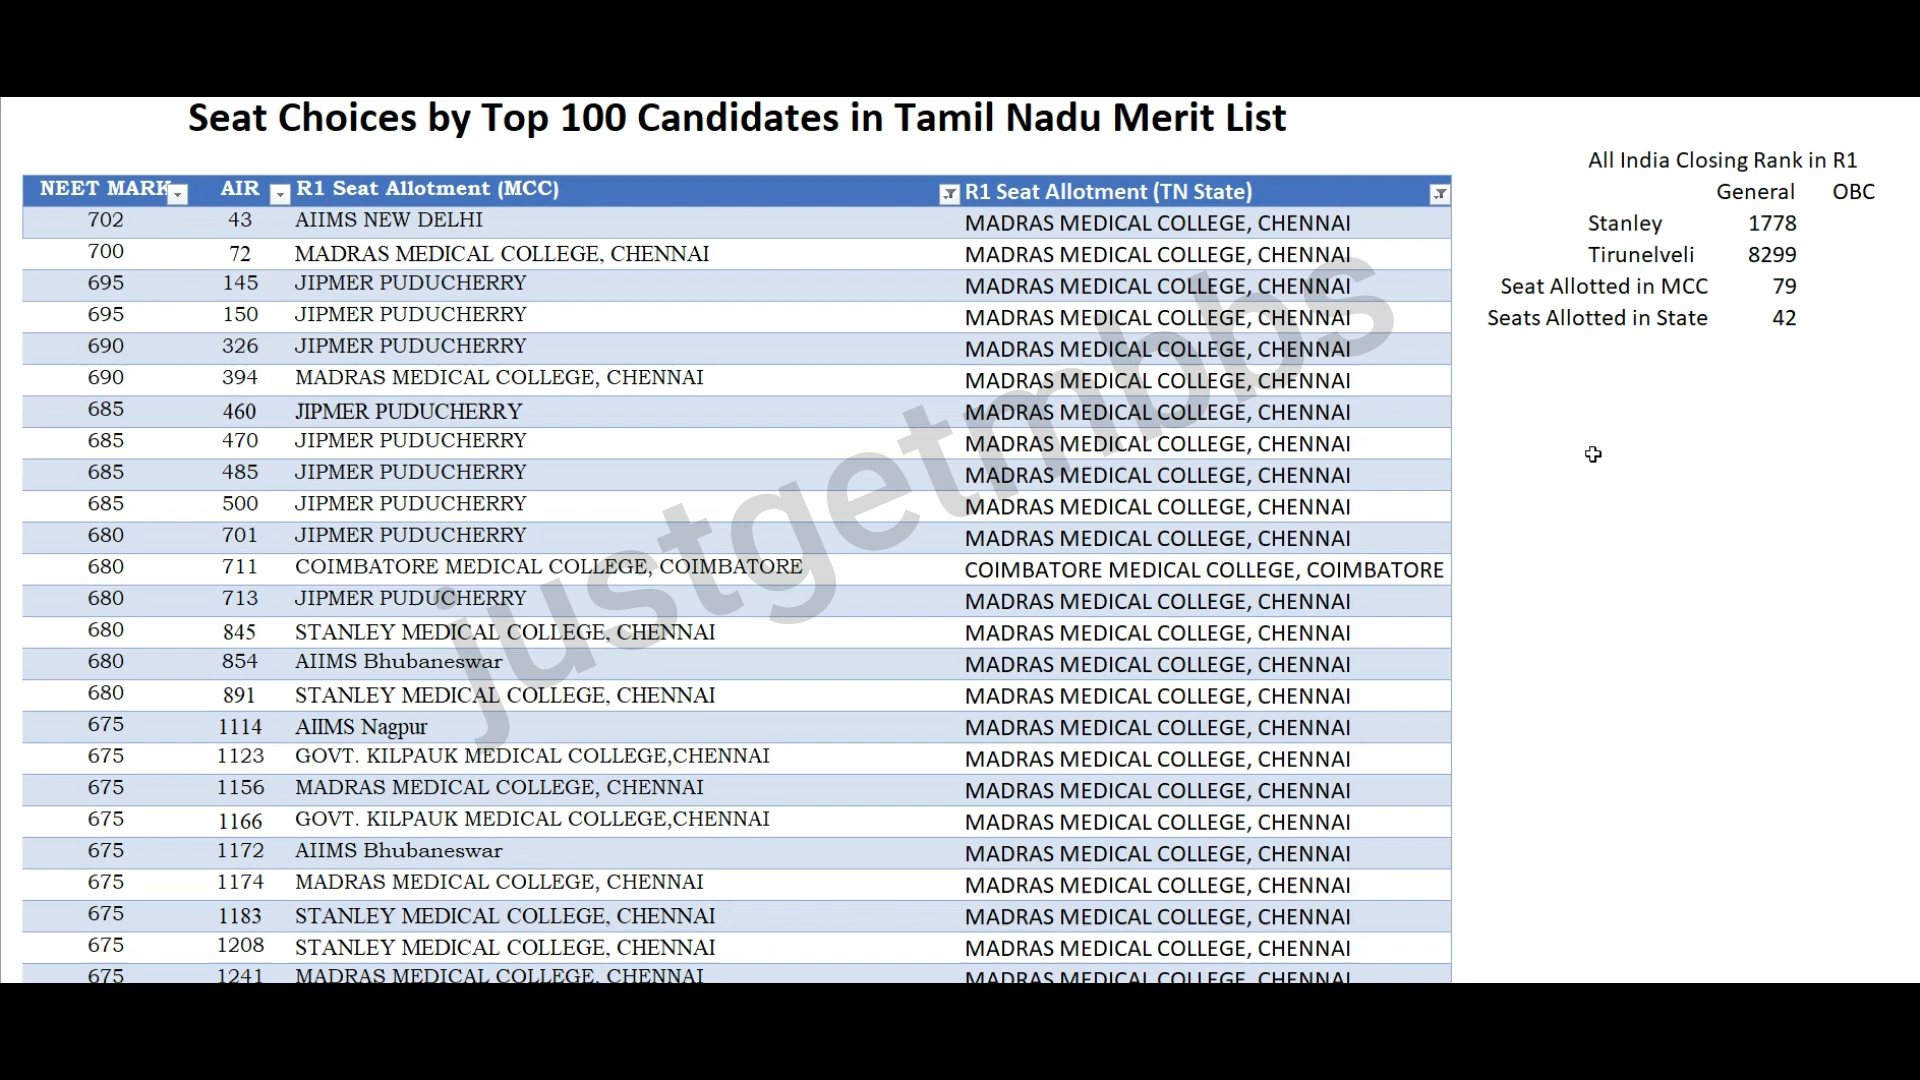 Seat Choices by Top 100 Candidates in Tamil Nadu Merit List
All India Closing Rank in R1
General OBC
Stanley 1778
Tirunelveli 8299
Seat Allotted in MCC 79
Seats Allotted in State 42
NEET MARK AIR R1 Seat Allotment (MCC) R1 Seat Allotment (TN State)
702 43 AIIMS NEW DELHI MADRAS MEDICAL COLLEGE, CHENNAI
700 72 MADRAS MEDICAL COLLEGE, CHENNAI MADRAS MEDICAL COLLEGE, CHENNAI
695 145 JIPMER PUDUCHERRY MADRAS MEDICAL COLLEGE, CHENNAI
695 150 JIPMER PUDUCHERRY MADRAS MEDICAL COLLEGE, CHENNAI
690 326 JIPMER PUDUCHERRY MADRAS MEDICAL COLLEGE, CHENNAI
690 394 MADRAS MEDICAL COLLEGE, CHENNAI MADRAS MEDICAL COLLEGE, CHENNAI
685 460 JIPMER PUDUCHERRY MADRAS MEDICAL COLLEGE, CHENNAI
685 470 JIPMER PUDUCHERRY MADRAS MEDICAL COLLEGE, CHENNAI
685 485 JIPMER PUDUCHERRY MADRAS MEDICAL COLLEGE, CHENNAI
685 500 JIPMER PUDUCHERRY MADRAS MEDICAL COLLEGE, CHENNAI
680 701 JIPMER PUDUCHERRY MADRAS MEDICAL COLLEGE, CHENNAI
680 711 COIMBATORE MEDICAL COLLEGE, COIMBATORE COIMBATORE MEDICAL COLLEGE, COIMBATORE
680 713 JIPMER PUDUCHERRY MADRAS MEDICAL COLLEGE, CHENNAI
680 845 STANLEY MEDICAL COLLEGE, CHENNAI MADRAS MEDICAL COLLEGE, CHENNAI
680 854 AIIMS Bhubaneswar MADRAS MEDICAL COLLEGE, CHENNAI
680 891 STANLEY MEDICAL COLLEGE, CHENNAI MADRAS MEDICAL COLLEGE, CHENNAI
675 1114 AIIMS Nagpur MADRAS MEDICAL COLLEGE, CHENNAI
675 1123 GOVT. KILPAUK MEDICAL COLLEGE,CHENNAI MADRAS MEDICAL COLLEGE, CHENNAI
675 1156 MADRAS MEDICAL COLLEGE, CHENNAI MADRAS MEDICAL COLLEGE, CHENNAI
675 1166 GOVT. KILPAUK MEDICAL COLLEGE,CHENNAI MADRAS MEDICAL COLLEGE, CHENNAI
675 1172 AIIMS Bhubaneswar MADRAS MEDICAL COLLEGE, CHENNAI
675 1174 MADRAS MEDICAL COLLEGE, CHENNAI MADRAS MEDICAL COLLEGE, CHENNAI
675 1183 STANLEY MEDICAL COLLEGE, CHENNAI MADRAS MEDICAL COLLEGE, CHENNAI
675 1208 STANLEY MEDICAL COLLEGE, CHENNAI MADRAS MEDICAL COLLEGE, CHENNAI
675 1241 MADRAS MEDICAL COLLEGE, CHENNAI MADRAS MEDICAL COLLEGE, CHENNAI
justgetmbbs